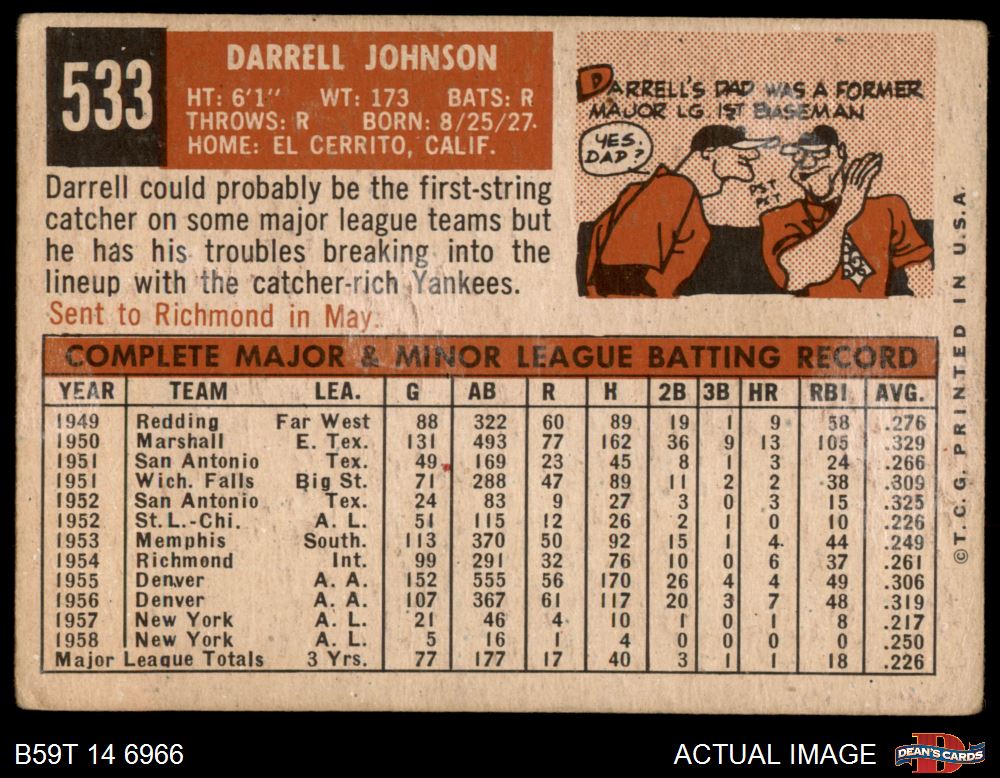 533
DARRELL JOHNSON
HT: 6'1" WT: 173 BATS: R
THROWS: R BORN: 8/25/27.
HOME: EL CERRITO, CALIF.
Darrell could probably be the first-string
catcher on some major league teams but
he has his troubles breaking into the
lineup with the catcher-rich Yankees.
Sent to Richmond in May.
DARRELL'S DAD WAS A FORMER
MAJOR LG 1ST BASEMAN
YES,
DAD?
COMPLETE MAJOR & MINOR LEAGUE BATTING RECORD
YEAR TEAM LEA. G AB R H 2B 3B HR RBI AVG.
1949 Redding Far West 88 322 60 89 19 1 9 58 .276
1950 Marshall E. Tex. 131 493 77 162 36 9 13 105 .329
1951 San Antonio Tex. 49 169 23 45 8 1 3 24 .266
1951 Wich. Falls Big St. 71 288 47 89 11 2 2 38 .309
1952 San Antonio Tex. 24 83 9 27 3 0 3 15 .325
1952 St. L.-Chi. A. L. 51 115 12 26 2 1 0 10 .226
1953 Memphis South. 113 370 50 92 15 1 4 44 .249
1954 Richmond Int. 99 291 32 76 10 0 6 37 .261
1955 Denver A. A. 152 555 56 170 26 4 4 49 .306
1956 Denver A. A. 107 367 61 117 20 3 7 48 .319
1957 New York A. L. 21 46 4 10 1 0 1 8 .217
1958 New York A. L. 5 16 1 4 0 0 0 0 .250
Major League Totals 3 Yrs. 77 177 17 40 3 1 1 18 .226
© T. C. G. PRINTED IN U.S.A.
B59T 14 6966
ACTUAL IMAGE
DEAN'S CARDS